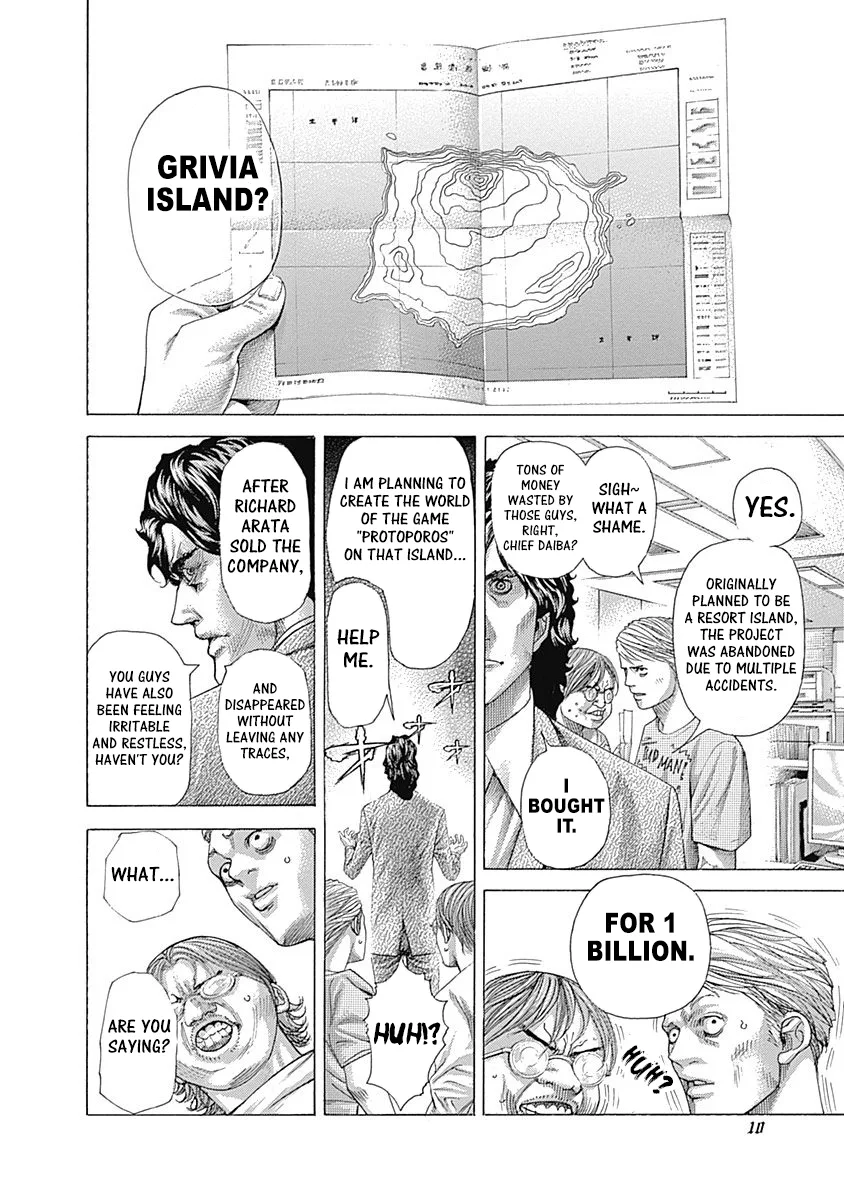 GRIVIA
ISLAND?
YES.
ORIGINALLY
PLANNED TO BE
A RESORT ISLAND,
THE PROJECT
WAS ABANDONED
DUE TO MULTIPLE
ACCIDENTS.
SIGH~
WHAT A
SHAME.
TONS OF
MONEY
WASTED BY
THOSE GUYS,
RIGHT,
CHIEF DAIBA?
I
BOUGHT
IT.
FOR 1
BILLION.
HUH?
I AM PLANNING TO
CREATE THE WORLD
OF THE GAME
"PROTOPOROS"
ON THAT ISLAND...
HELP
ME.
HUH!?
AFTER
RICHARD
ARATA
SOLD THE
COMPANY,
AND
DISAPPEARED
WITHOUT
LEAVING ANY
TRACES,
YOU GUYS
HAVE ALSO
BEEN FEELING
IRRITABLE
AND RESTLESS,
HAVEN'T YOU?
WHAT...
ARE YOU
SAYING?
10